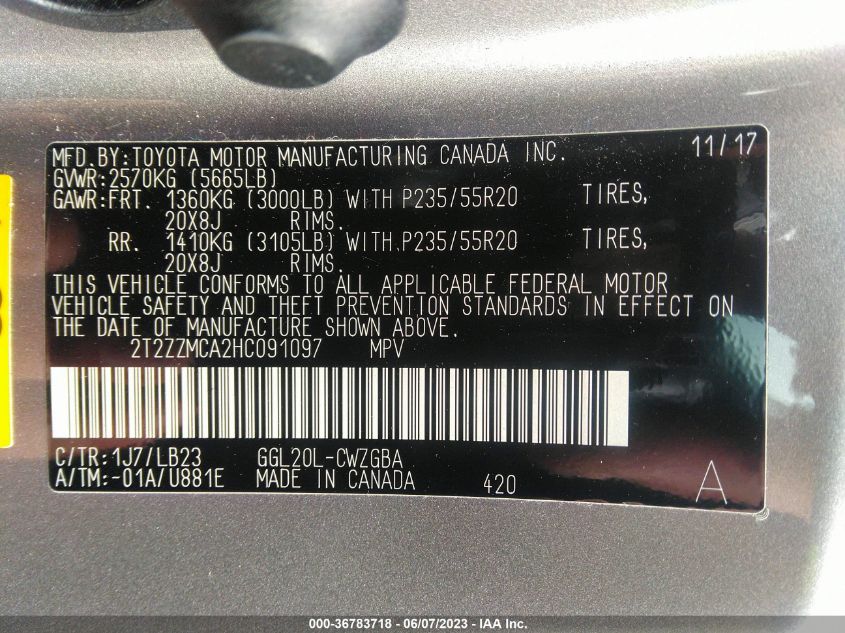 MFD.BY:TOYOTA MOTOR MANUFACTURING CANADA INC. 11/17
GVWR:2570KG (5665LB)
GAWR:FRT. 1360KG (3000LB) WITH P235/55R20 TIRES,
20X8J RIMS.
RR. 1410KG (3105LB) WITH P235/55R20 TIRES,
20X8J RIMS.
THIS VEHICLE CONFORMS TO ALL APPLICABLE FEDERAL MOTOR
VEHICLE SAFETY AND THEFT PREVENTION STANDARDS IN EFFECT ON
THE DATE OF MANUFACTURE SHOWN ABOVE.
2T2ZZMCA2HC091097 MPV
C/TR:1J7/LB23 GGL20L-CWZGBA
A/TM:-01A/U881E MADE IN CANADA 420 A
000-36783718 - 06/07/2023 - IAA Inc.